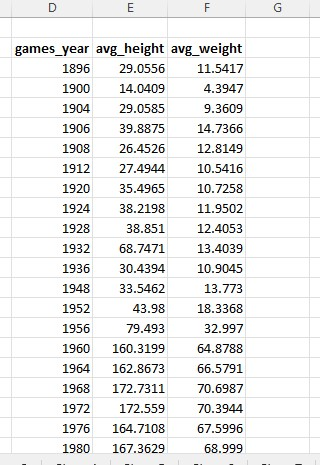 D E F G
games_year avg_height avg_weight
1896 29.0556 11.5417
1900 14.0409 4.3947
1904 29.0585 9.3609
1906 39.8875 14.7366
1908 26.4526 12.8149
1912 27.4944 10.5416
1920 35.4965 10.7258
1924 38.2198 11.9502
1928 38.851 12.4053
1932 68.7471 13.4039
1936 30.4394 10.9045
1948 33.5462 13.773
1952 43.98 18.3368
1956 79.493 32.997
1960 160.3199 64.8788
1964 162.8673 66.5791
1968 172.7311 70.6987
1972 172.559 70.3944
1976 164.7108 67.5996
1980 167.3629 68.999